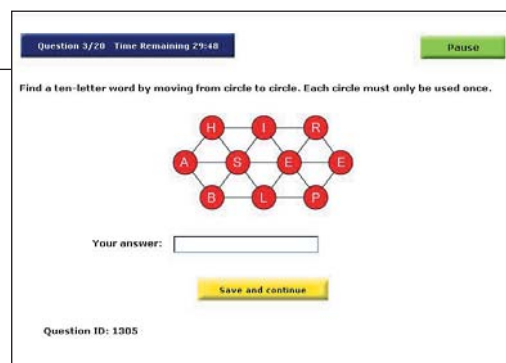 Question 3/20 Time Remaining 29:48
Pause
Find a ten-letter word by moving from circle to circle. Each circle must only be used once.
H I R
A S E E
B L P
Your answer:
Save and continue
Question ID: 1305